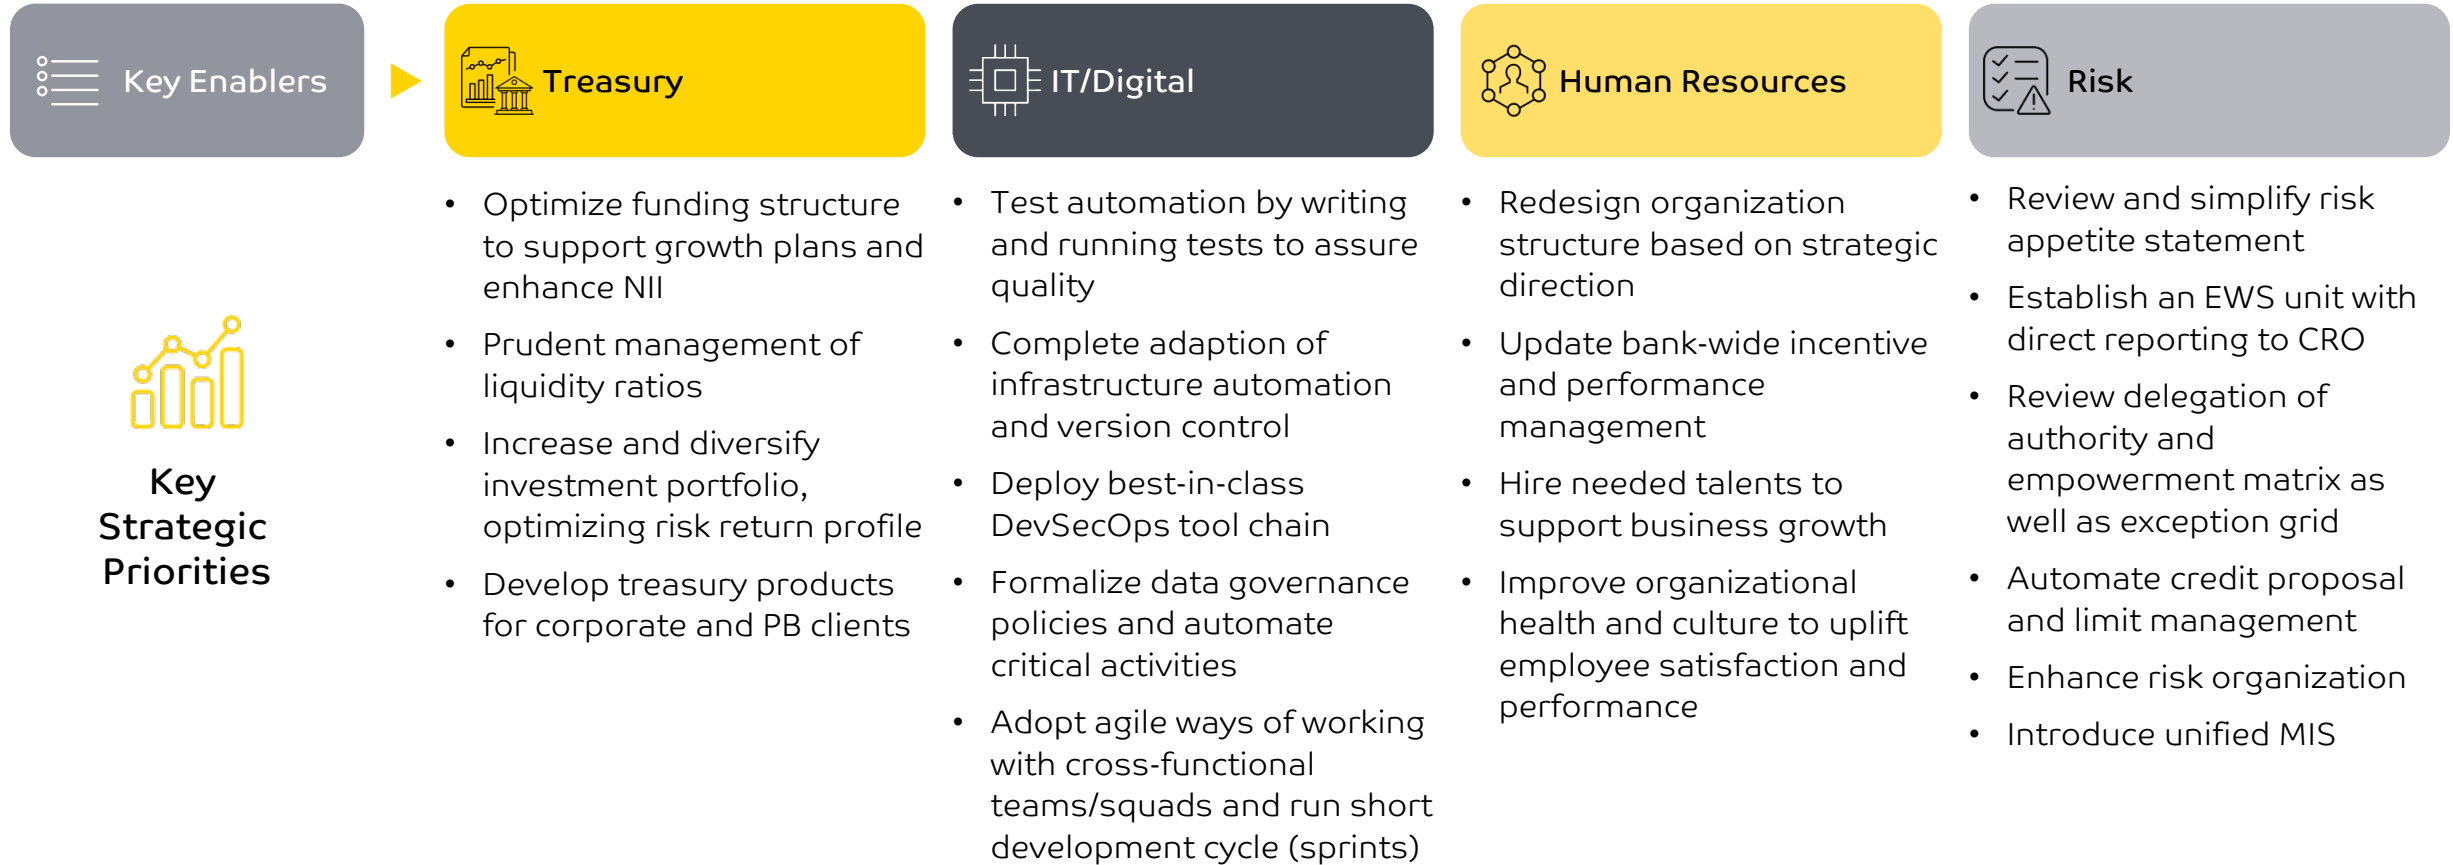 Key Enablers
Treasury
IT/Digital
Human Resources
Risk
Key
Strategic
Priorities
• Optimize funding structure
to support growth plans and
enhance NII
• Prudent management of
liquidity ratios
• Increase and diversify
investment portfolio,
optimizing risk return profile
• Develop treasury products
for corporate and PB clients
• Test automation by writing
and running tests to assure
quality
• Complete adaption of
infrastructure automation
and version control
• Deploy best-in-class
DevSecOps tool chain
• Formalize data governance
policies and automate
critical activities
• Adopt agile ways of working
with cross-functional
teams/squads and run short
development cycle (sprints)
• Redesign organization
structure based on strategic
direction
• Update bank-wide incentive
and performance
management
• Hire needed talents to
support business growth
• Improve organizational
health and culture to uplift
employee satisfaction and
performance
• Review and simplify risk
appetite statement
• Establish an EWS unit with
direct reporting to CRO
• Review delegation of
authority and
empowerment matrix as
well as exception grid
• Automate credit proposal
and limit management
• Enhance risk organization
• Introduce unified MIS